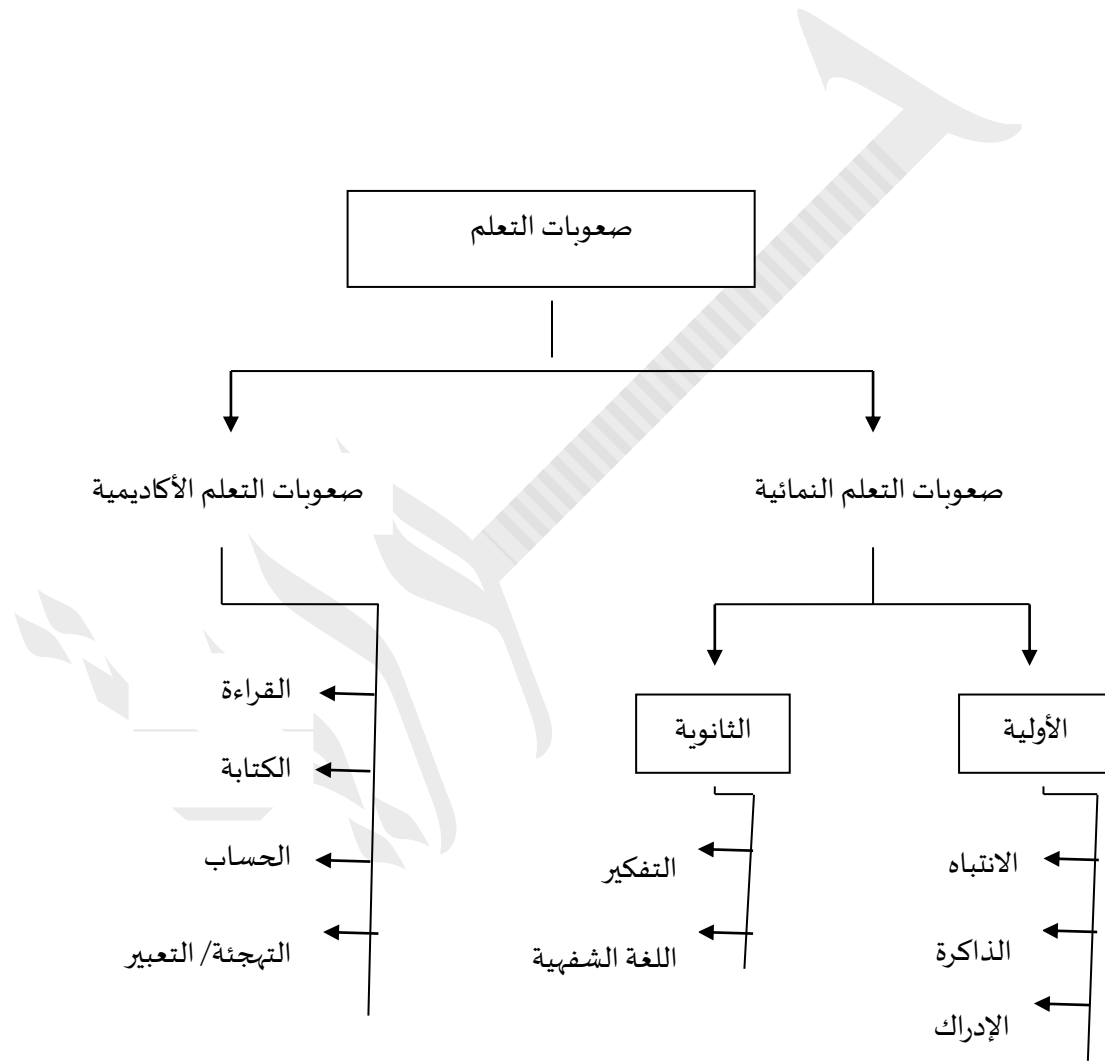 صعوبات التعلم
صعوبات التعلم النمائية
صعوبات التعلم الأكاديمية
الأولية
الانتباه
الذاكرة
الإدراك
الثانوية
التفكير
اللغة الشفهية
القراءة
الكتابة
الحساب
التهجئة/ التعبير